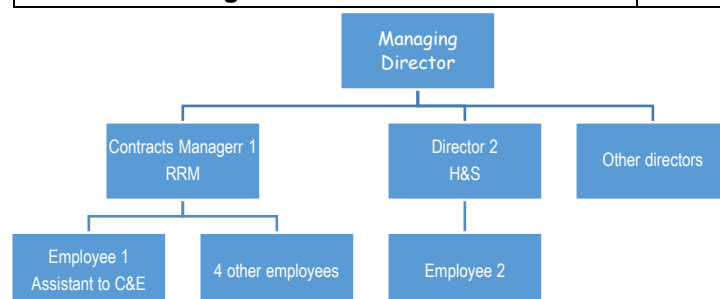 Managing
Director
Contracts Managerr 1
RRM
Director 2
H&S
Other directors
Employee 1
Assistant to C&E
4 other employees
Employee 2